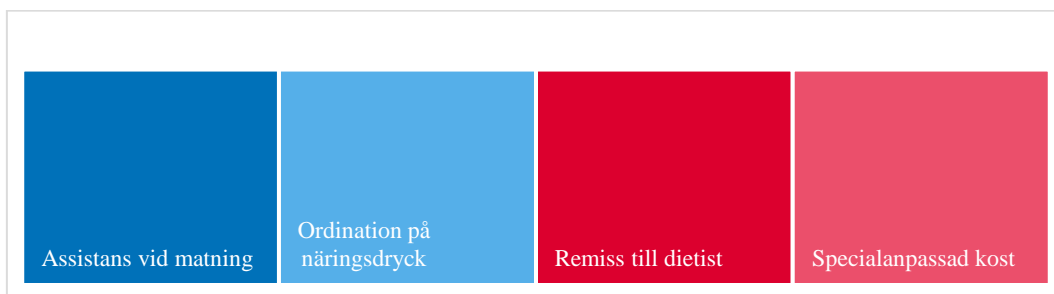 Assistans vid matning
Ordination på
näringsdryck
Remiss till dietist
Specialanpassad kost